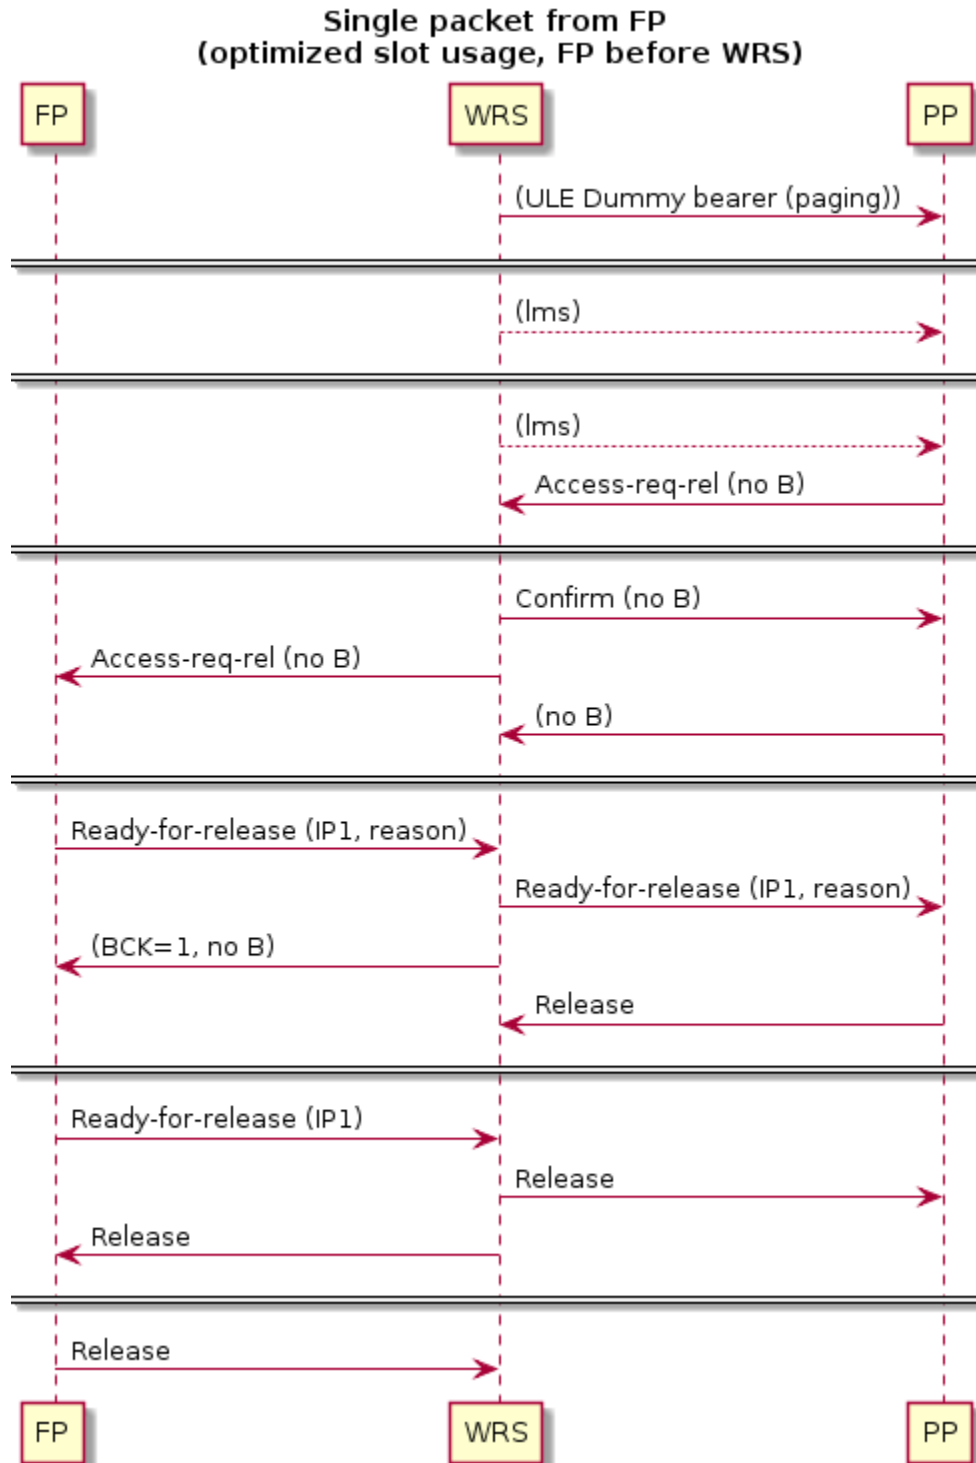 Single packet from FP
(optimized slot usage, FP before WRS)
FP WRS PP
(ULE Dummy bearer (paging))
(lms)
(lms)
Access-req-rel (no B)
Confirm (no B)
Access-req-rel (no B)
(no B)
Ready-for-release (IP1, reason)
Ready-for-release (IP1, reason)
(BCK=1, no B)
Release
Ready-for-release (IP1)
Release
Release
Release
FP WRS PP